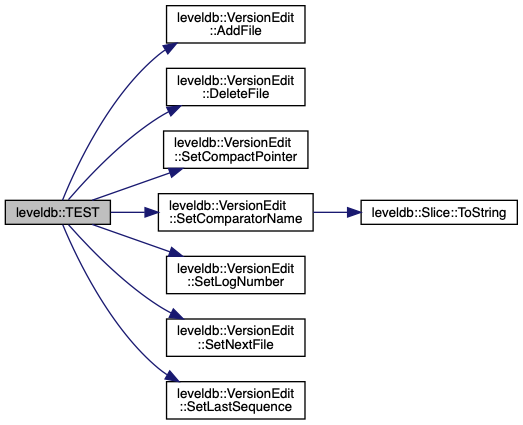 leveldb::VersionEdit
::AddFile
leveldb::VersionEdit
::DeleteFile
leveldb::VersionEdit
::SetCompactPointer
leveldb::TEST
leveldb::VersionEdit
::SetComparatorName
leveldb::Slice::ToString
leveldb::VersionEdit
::SetLogNumber
leveldb::VersionEdit
::SetNextFile
leveldb::VersionEdit
::SetLastSequence